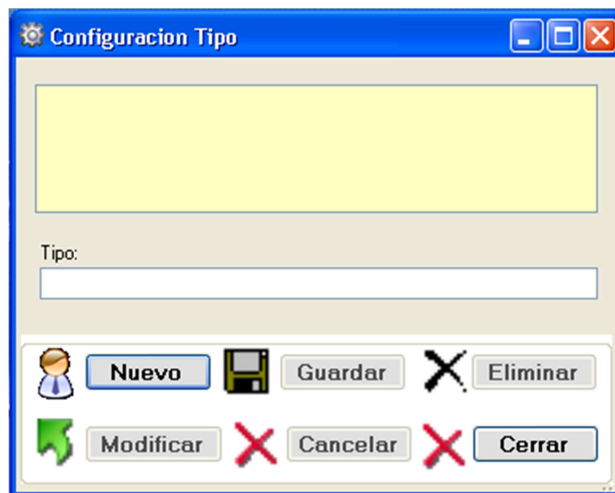 Configuracion Tipo
Tipo:
Nuevo Guardar Eliminar
Modificar Cancelar Cerrar